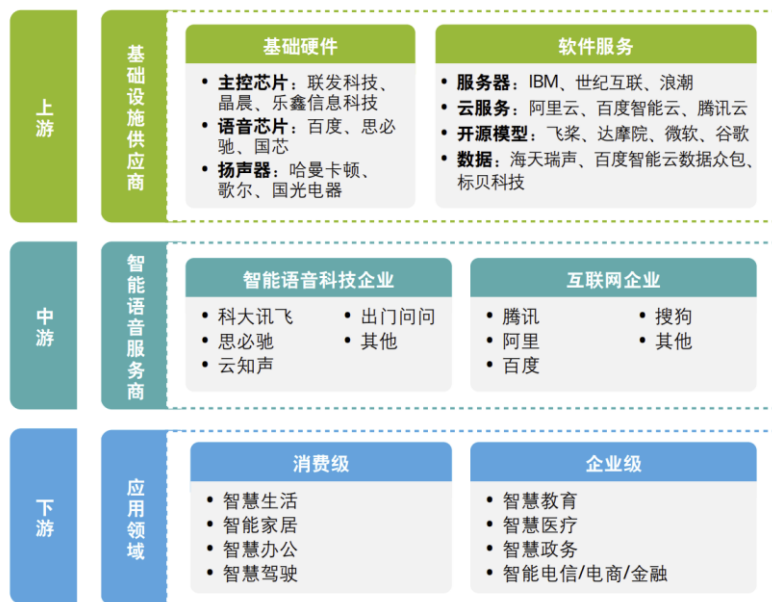 上游
基础设施供应商
基础硬件
• 主控芯片：联发科技、
晶晨、乐鑫信息科技
• 语音芯片：百度、思必
驰、国芯
• 扬声器：哈曼卡顿、
歌尔、国光电器
软件服务
• 服务器：IBM、世纪互联、浪潮
• 云服务：阿里云、百度智能云、腾讯云
• 开源模型：飞桨、达摩院、微软、谷歌
• 数据：海天瑞声、百度智能云数据众包、
标贝科技
中游
智能语音服务商
智能语音科技企业
• 科大讯飞
• 思必驰
• 云知声
• 出门问问
• 其他
互联网企业
• 腾讯
• 阿里
• 百度
• 搜狗
• 其他
下游
应用领域
消费级
• 智慧生活
• 智能家居
• 智慧办公
• 智慧驾驶
企业级
• 智慧教育
• 智慧医疗
• 智慧政务
• 智能电信/电商/金融